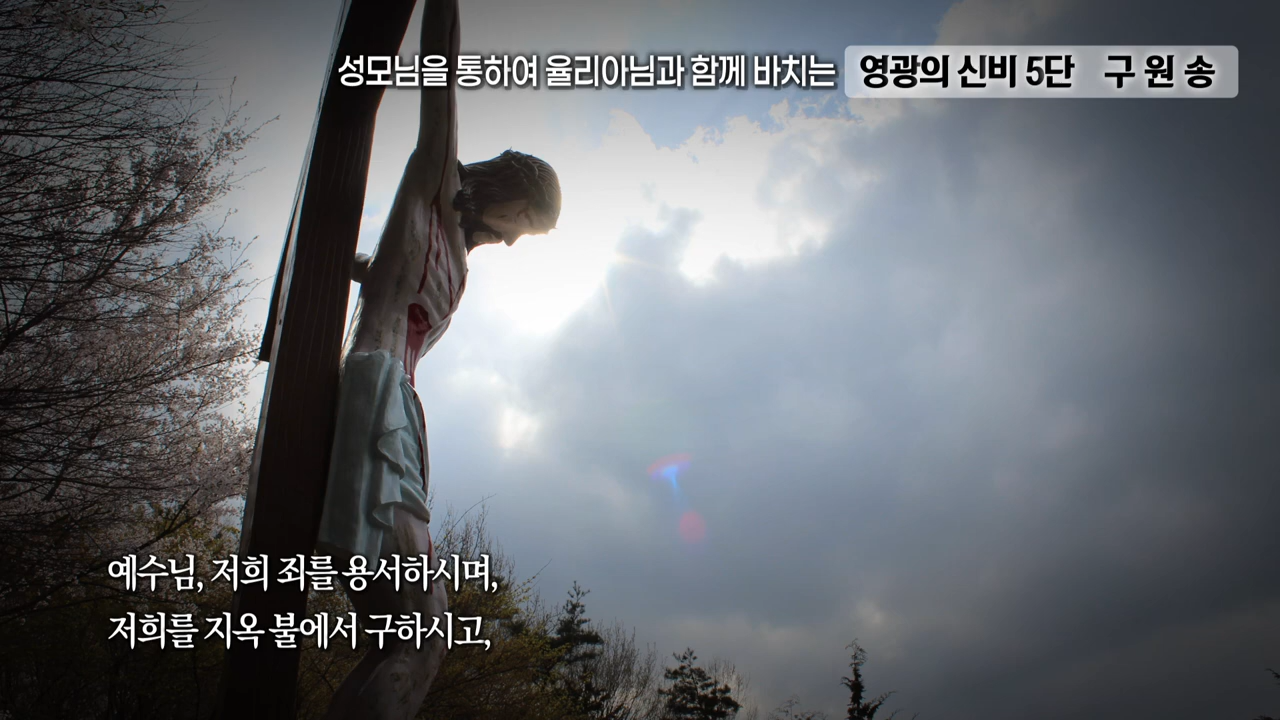 성모님을 통하여 율리아님과 함께 바치는 영광의 신비 5단 구 원 송
예수님, 저희 죄를 용서하시며,
저희를 지옥 불에서 구하시고,